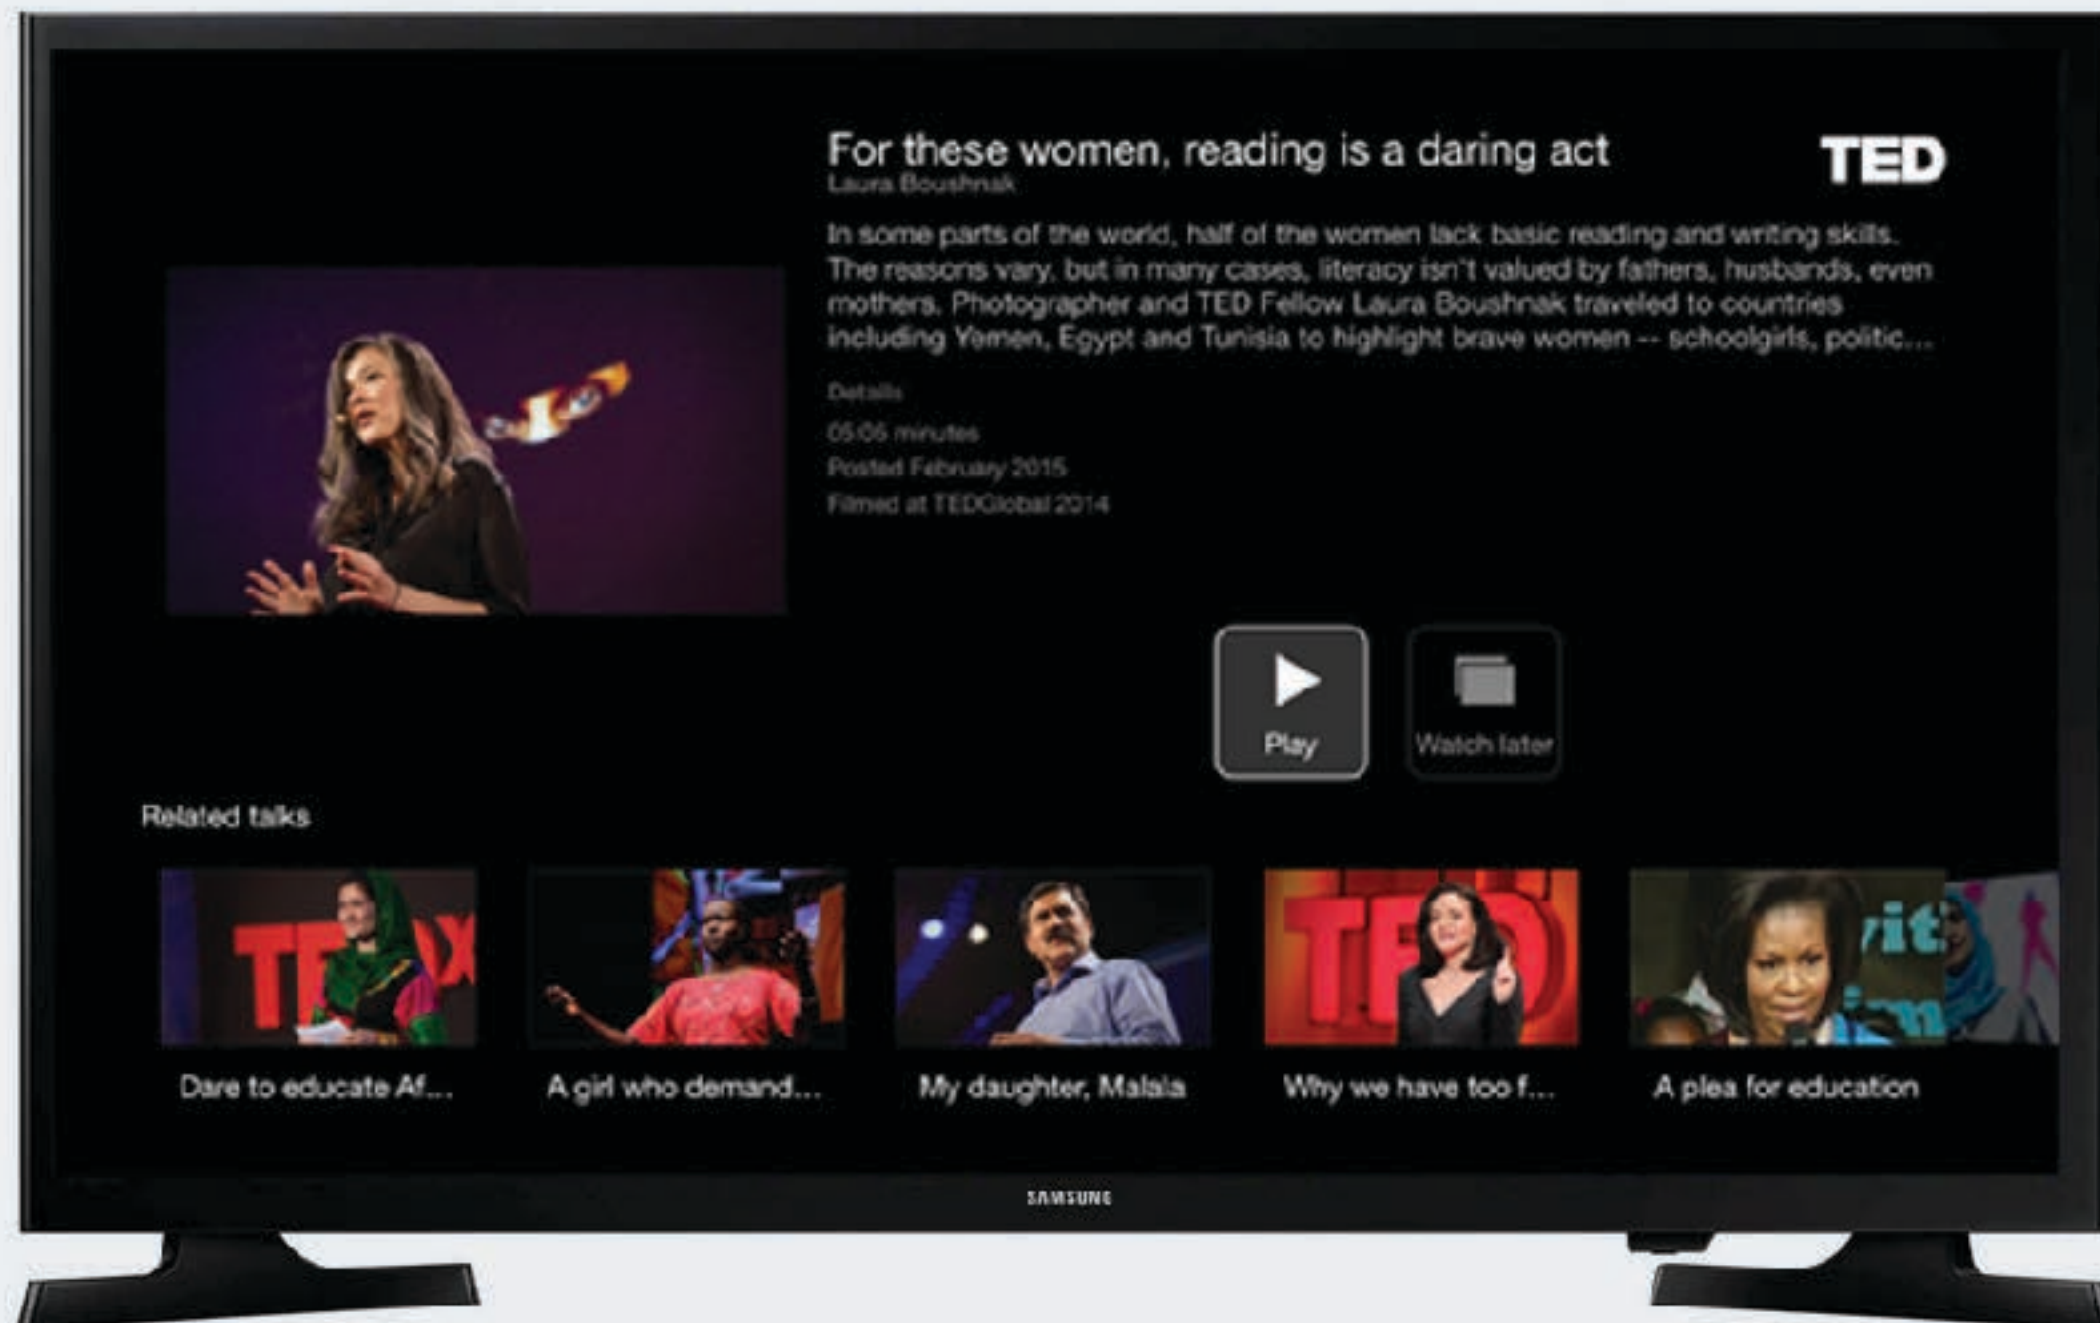 For these women, reading is a daring act
TED
Laura Boushnak
In some parts of the world, half of the women lack basic reading and writing skills.
The reasons vary, but in many cases, literacy isn't valued by fathers, husbands, even
mothers. Photographer and TED Fellow Laura Boushnak traveled to countries
including Yemen, Egypt and Tunisia to highlight brave women -- schoolgirls, politic...
Details
05:05 minutes
Posted February 2015
Filmed at TEDGlobal 2014
Play
Watch later
Related talks
Dare to educate Af...
A girl who demand...
My daughter, Malala
Why we have too f...
A plea for education
SAMSUNG